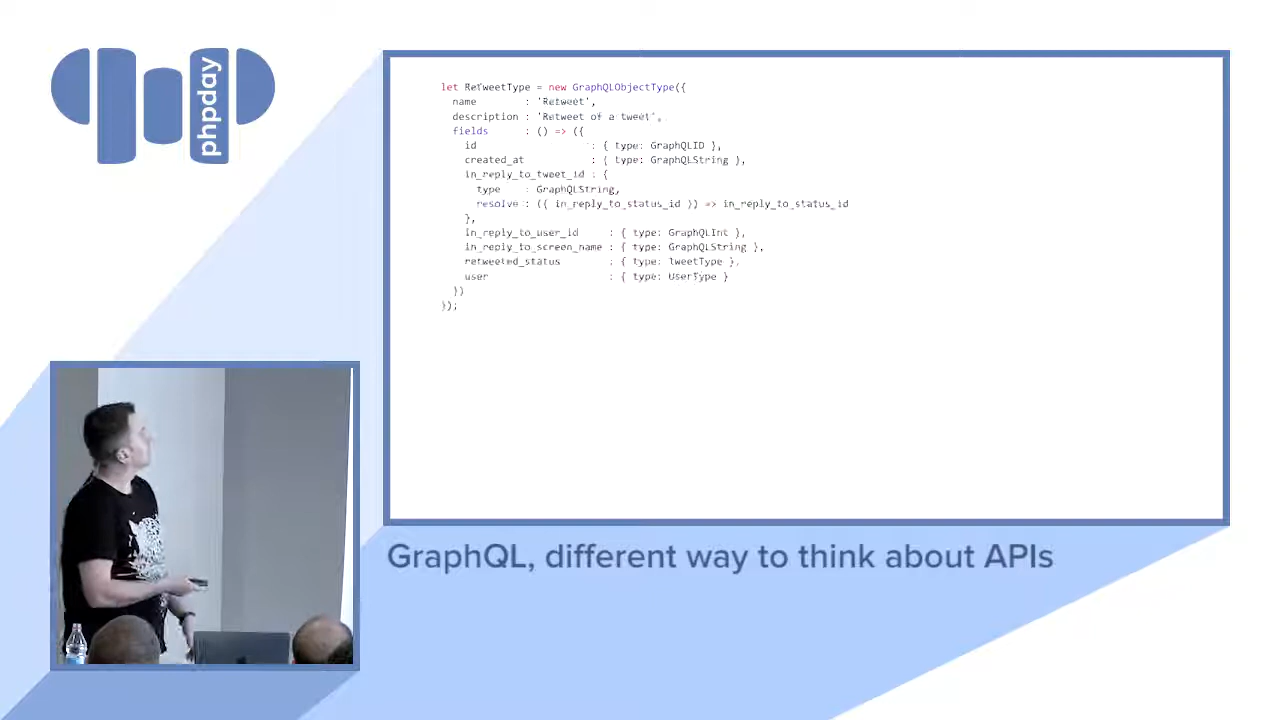 phpday
let ReTweetType = new GraphQLObjectType({
name : 'Retweet',
description : 'Retweet of a tweet',
fields : () => ({
id : { type: GraphQLID },
created_at : { type: GraphQLString },
in_reply_to_tweet_id : {
type : GraphQLString,
resolve : ({ in_reply_to_status_id }) => in_reply_to_status_id
},
in_reply_to_user_id : { type: GraphQLInt },
in_reply_to_screen_name : { type: GraphQLString },
retweeted_status : { type: TweetType },
user : { type: UserType }
})
});
GraphQL, different way to think about APIs